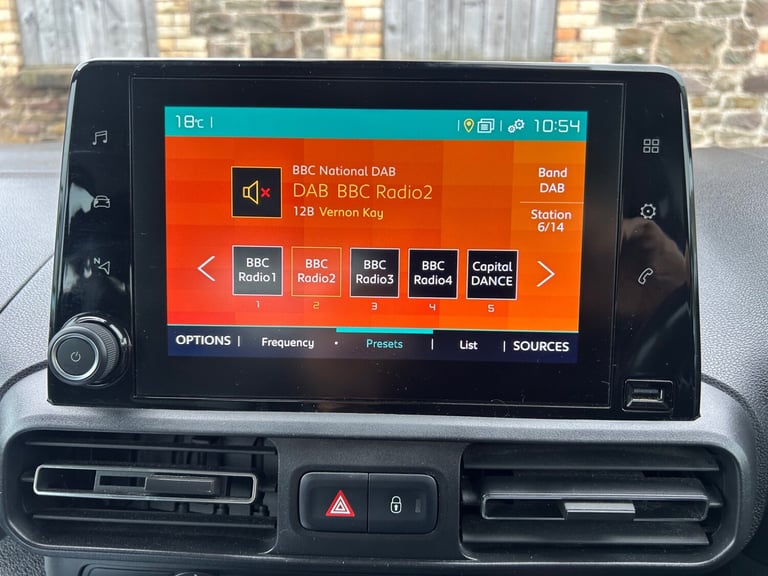 18°C
10:54
BBC National DAB
DAB BBC Radio2
12B Vernon Kay
Band
DAB
Station
6/14
BBC
Radio1
BBC
Radio2
BBC
Radio3
BBC
Radio4
Capital
DANCE
1
2
3
4
5
OPTIONS
Frequency
Presets
List
SOURCES
N